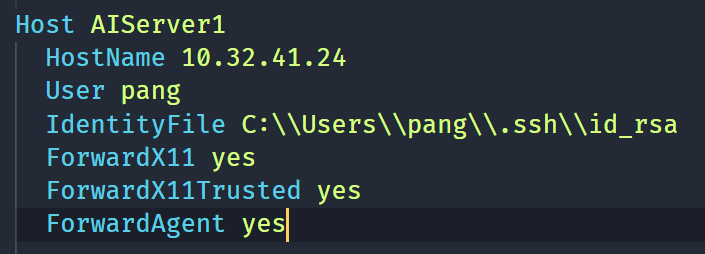 Host AIServer1
HostName 10.32.41.24
User pang
IdentityFile C:\\Users\\pang\\.ssh\\id_rsa
ForwardX11 yes
ForwardX11Trusted yes
ForwardAgent yes